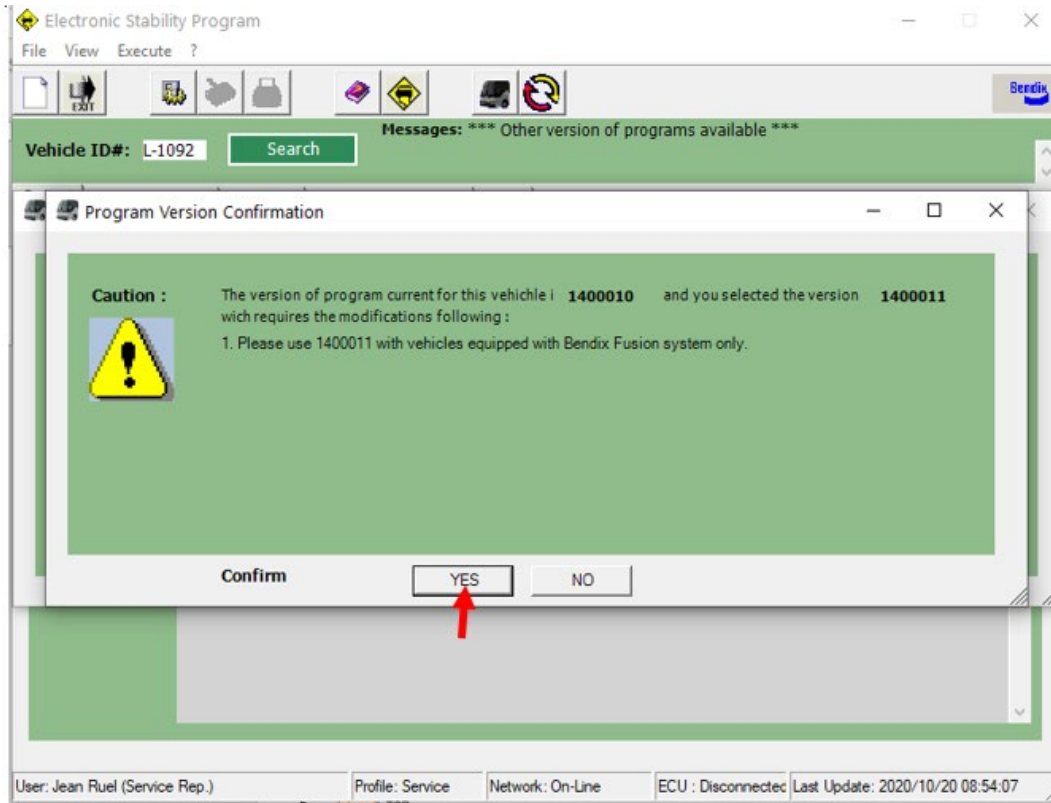 Electronic Stability Program
File View Execute ?
EXIT
Bendix
Messages: *** Other version of programs available ***
Vehicle ID#: L-1092 Search
Program Version Confirmation
Caution : The version of program current for this vehichle i 1400010 and you selected the version 1400011
wich requires the modifications following :
1. Please use 1400011 with vehicles equipped with Bendix Fusion system only.
Confirm YES NO
User: Jean Ruel (Service Rep.) Profile: Service Network: On-Line ECU : Disconnectec Last Update: 2020/10/20 08:54:07